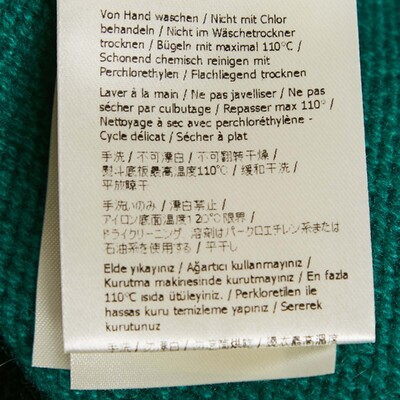 Von Hand waschen / Nicht mit Chlor
behandeln / Nicht im Wäschetrockner
trocknen / Bügeln mit maximal 110°C /
Schonend chemisch reinigen mit
Perchlorethylen / Flachliegend trocknen
Laver à la main / Ne pas javelliser / Ne pas
sécher par culbutage / Repasser max 110° /
Nettoyage à sec avec perchloréthylène -
Cycle délicat / Sécher à plat
手洗 / 不可漂白 / 不可翻转干燥 /
熨斗底板最高温度110°C / 缓和干洗 /
平放晾干
手洗いのみ / 漂白禁止 /
アイロン底面温度120°C限界 /
ドライクリーニング、溶剤はパークロエチレン系または
石油系を使用する / 平干し
Elde yıkayınız / Ağartıcı kullanmayınız /
Kurutma makinesinde kurutmayınız / En fazla
110°C ısıda ütüleyiniz. / Perkloretilen ile
hassas kuru temizleme yapınız / Sererek
kurutunuz
手洗 /